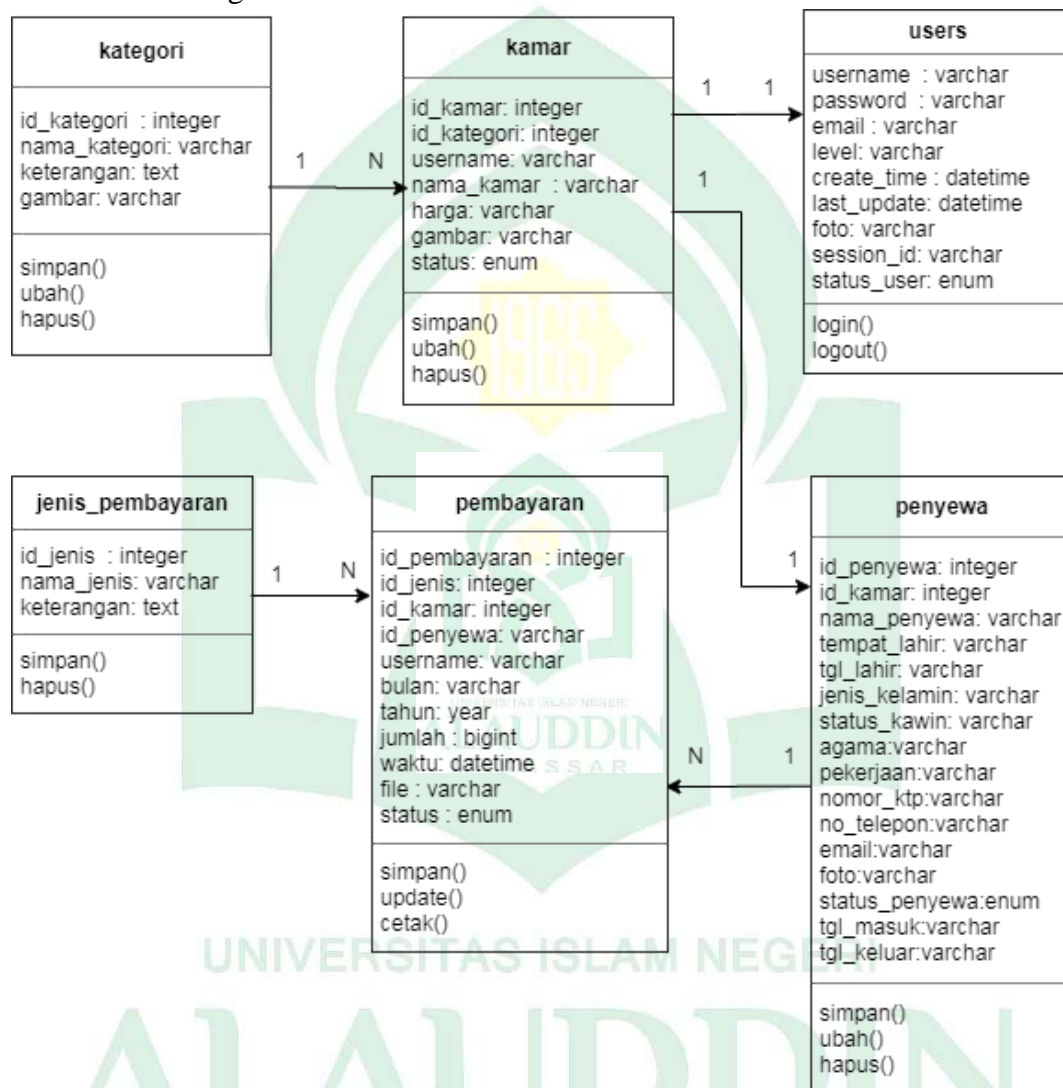 kategori
id_kategori : integer
nama_kategori: varchar
keterangan: text
gambar: varchar
simpan()
ubah()
hapus()
1
N
kamar
id_kamar: integer
id_kategori: integer
username: varchar
nama_kamar : varchar
harga: varchar
gambar: varchar
status: enum
simpan()
ubah()
hapus()
1
1
1
users
username : varchar
password : varchar
email : varchar
level: varchar
create_time : datetime
last_update: datetime
foto: varchar
session_id: varchar
status_user: enum
login()
logout()
1965
jenis_pembayaran
id_jenis : integer
nama_jenis: varchar
keterangan: text
simpan()
hapus()
1
N
pembayaran
id_pembayaran : integer
id_jenis: integer
id_kamar: integer
id_penyewa: varchar
username: varchar
bulan: varchar
tahun: year
jumlah : bigint
waktu: datetime
file : varchar
status : enum
simpan()
update()
cetak()
UNIVERSITAS ISLAM NEGERI
ALAUDDIN
MAKASSAR
1
N
1
penyewa
id_penyewa: integer
id_kamar: integer
nama_penyewa: varchar
tempat_lahir: varchar
tgl_lahir: varchar
jenis_kelamin: varchar
status_kawin: varchar
agama:varchar
pekerjaan:varchar
nomor_ktp:varchar
no_telepon:varchar
email:varchar
foto:varchar
status_penyewa:enum
tgl_masuk:varchar
tgl_keluar:varchar
simpan()
ubah()
hapus()
UNIVERSITAS ISLAM NEGERI
ALAUDDIN